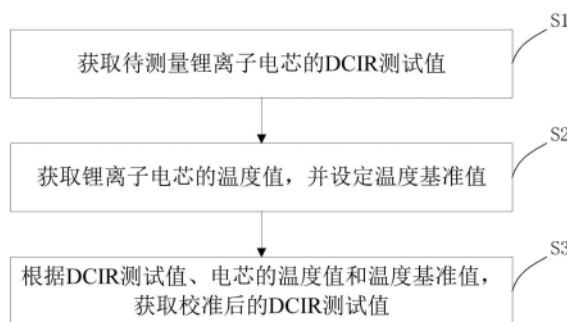 S1
获取待测量锂离子电芯的DCIR测试值
S2
获取锂离子电芯的温度值，并设定温度基准值
S3
根据DCIR测试值、电芯的温度值和温度基准值，
获取校准后的DCIR测试值